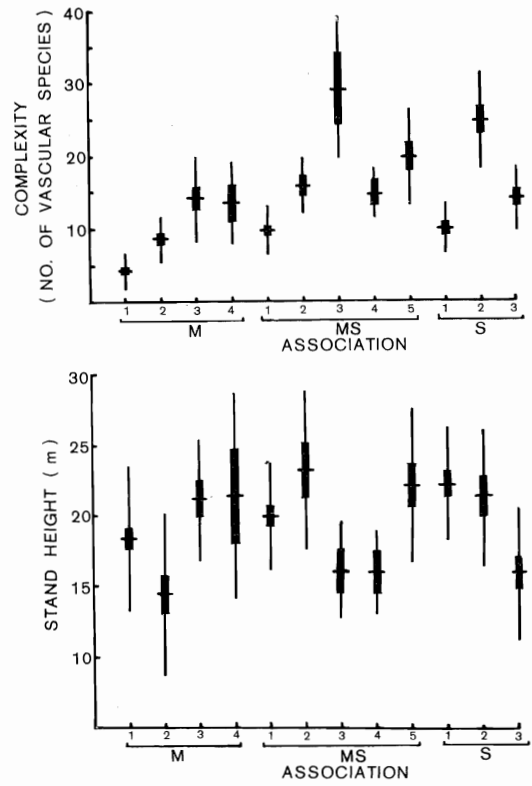 COMPLEXITY
( NO. OF VASCULAR SPECIES )
40
30
20
10
1 2 3 4 1 2 3 4 5 1 2 3
M MS S
ASSOCIATION
STAND HEIGHT ( m )
30
25
20
15
10
1 2 3 4 1 2 3 4 5 1 2 3
M MS S
ASSOCIATION